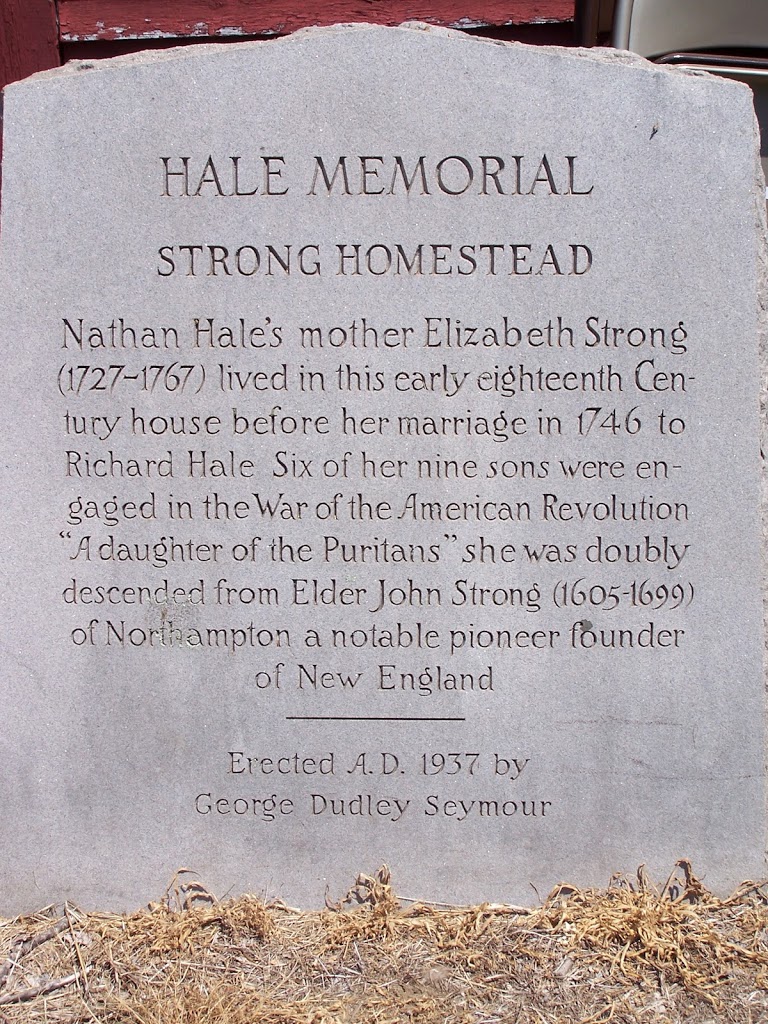 HALE MEMORIAL
STRONG HOMESTEAD
Nathan Hale's mother Elizabeth Strong
(1727-1767) lived in this early eighteenth Cen-
tury house before her marriage in 1746 to
Richard Hale Six of her nine sons were en-
gaged in the War of the American Revolution
"A daughter of the Puritans" she was doubly
descended from Elder John Strong (1605-1699)
of Northampton a notable pioneer founder
of New England
Erected A.D. 1937 by
George Dudley Seymour